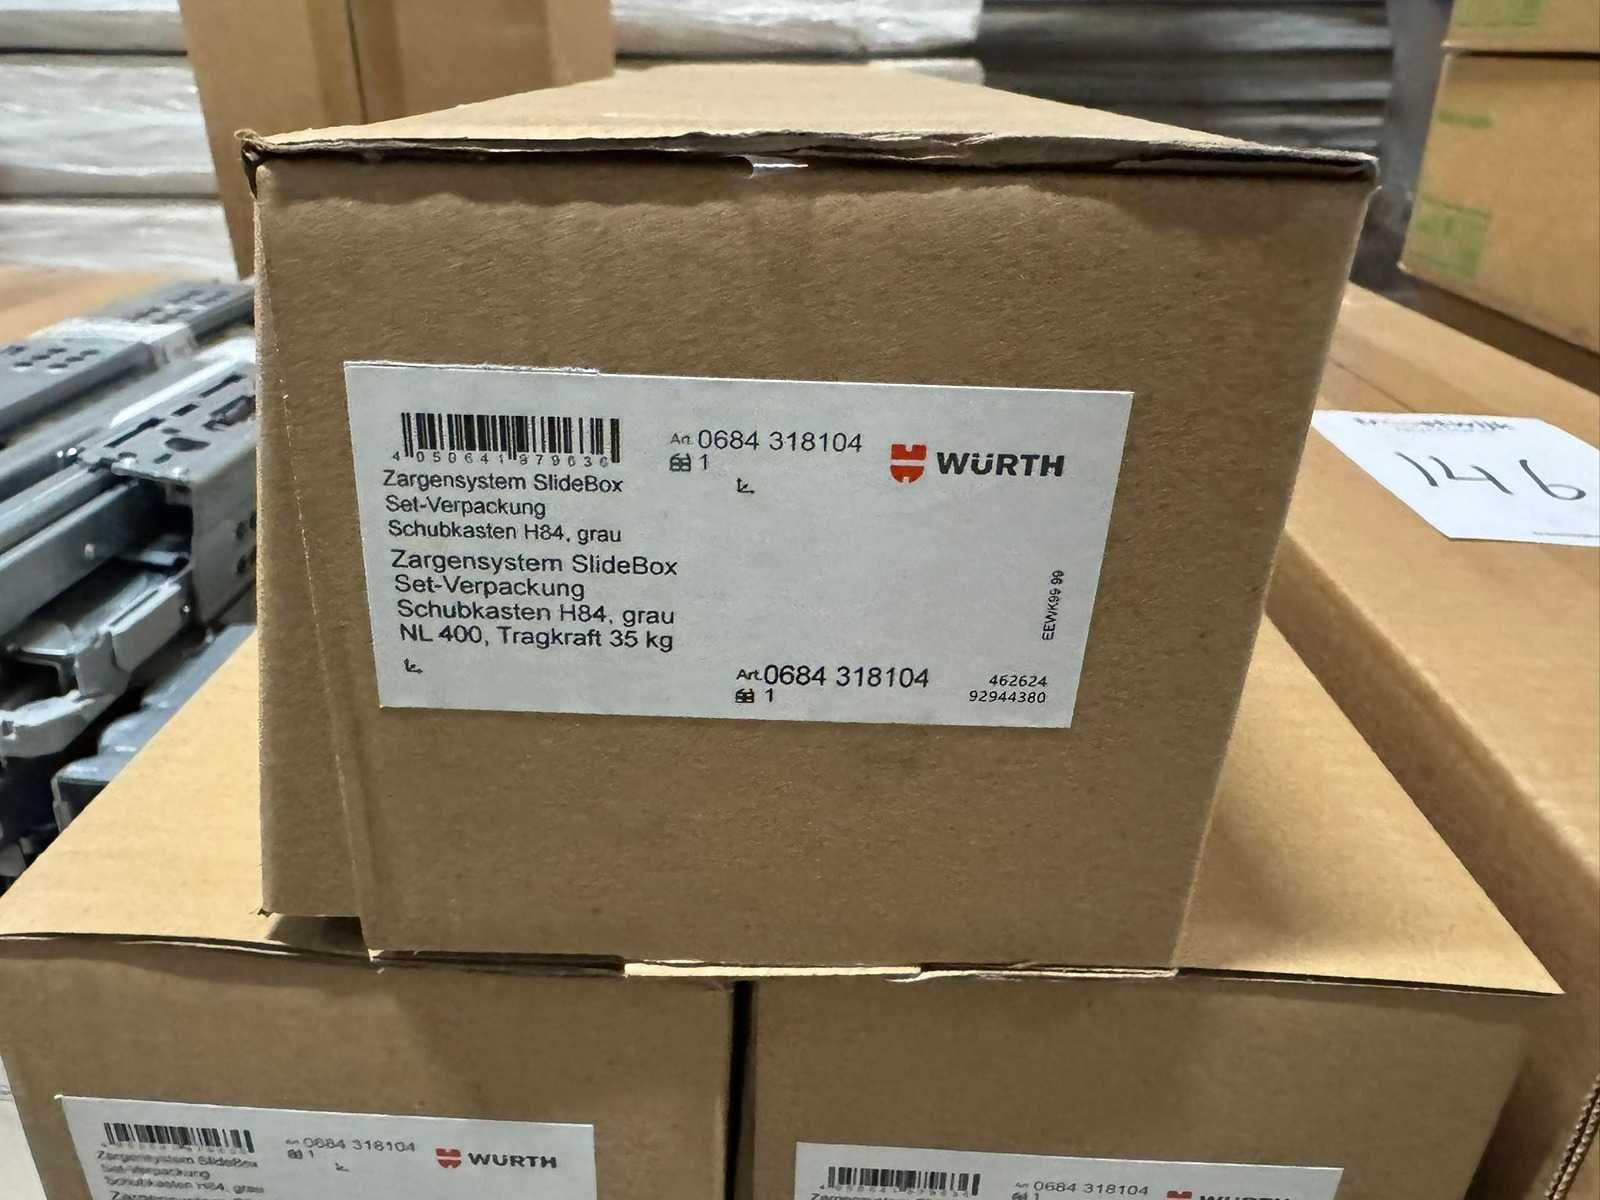 4 050641 979636
Art. 0684 318104
1
WÜRTH
Zargensystem SlideBox
Set-Verpackung
Schubkasten H84, grau
Zargensystem SlideBox
Set-Verpackung
Schubkasten H84, grau
NL 400, Tragkraft 35 kg
EEWK99 99
Art. 0684 318104
1
462624
92944380
146
0684 318104
1
WÜRTH
Zargensystem SlideBox
Set-Verpackung
Schubkasten H84, grau
0684 318104
1
WÜRTH